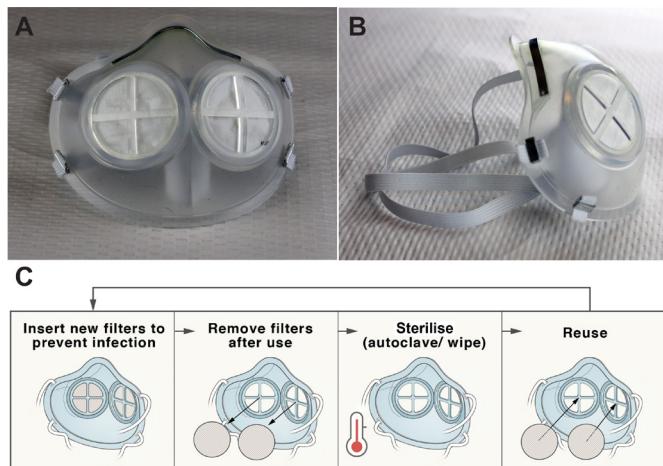 A
B
C
Insert new filters to
prevent infection
Remove filters
after use
Sterilise
(autoclave/ wipe)
Reuse